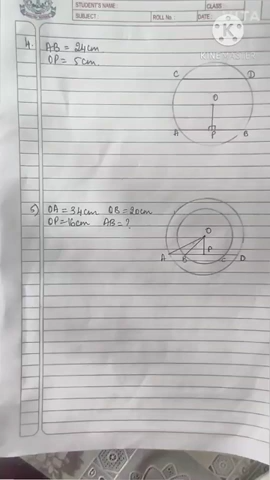 STUDENT'S NAME
CLASS
SUBJECT
ROLL No.
DATE
KINEMASTER
4.
AB = 24cm
OP = 5cm.
C
D
O
A
P
B
5)
OA = 34cm OB = 20cm
OP = 16cm AB = ?
O
P
A
B
C
D